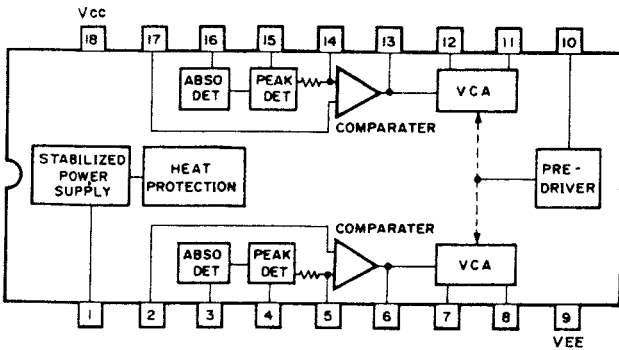 Vcc
18 17 16 15 14 13 12 11 10
ABSO DET
PEAK DET
VCA
COMPARATER
STABILIZED POWER SUPPLY
HEAT PROTECTION
PRE-DRIVER
COMPARATER
ABSO DET
PEAK DET
VCA
1 2 3 4 5 6 7 8 9
VEE